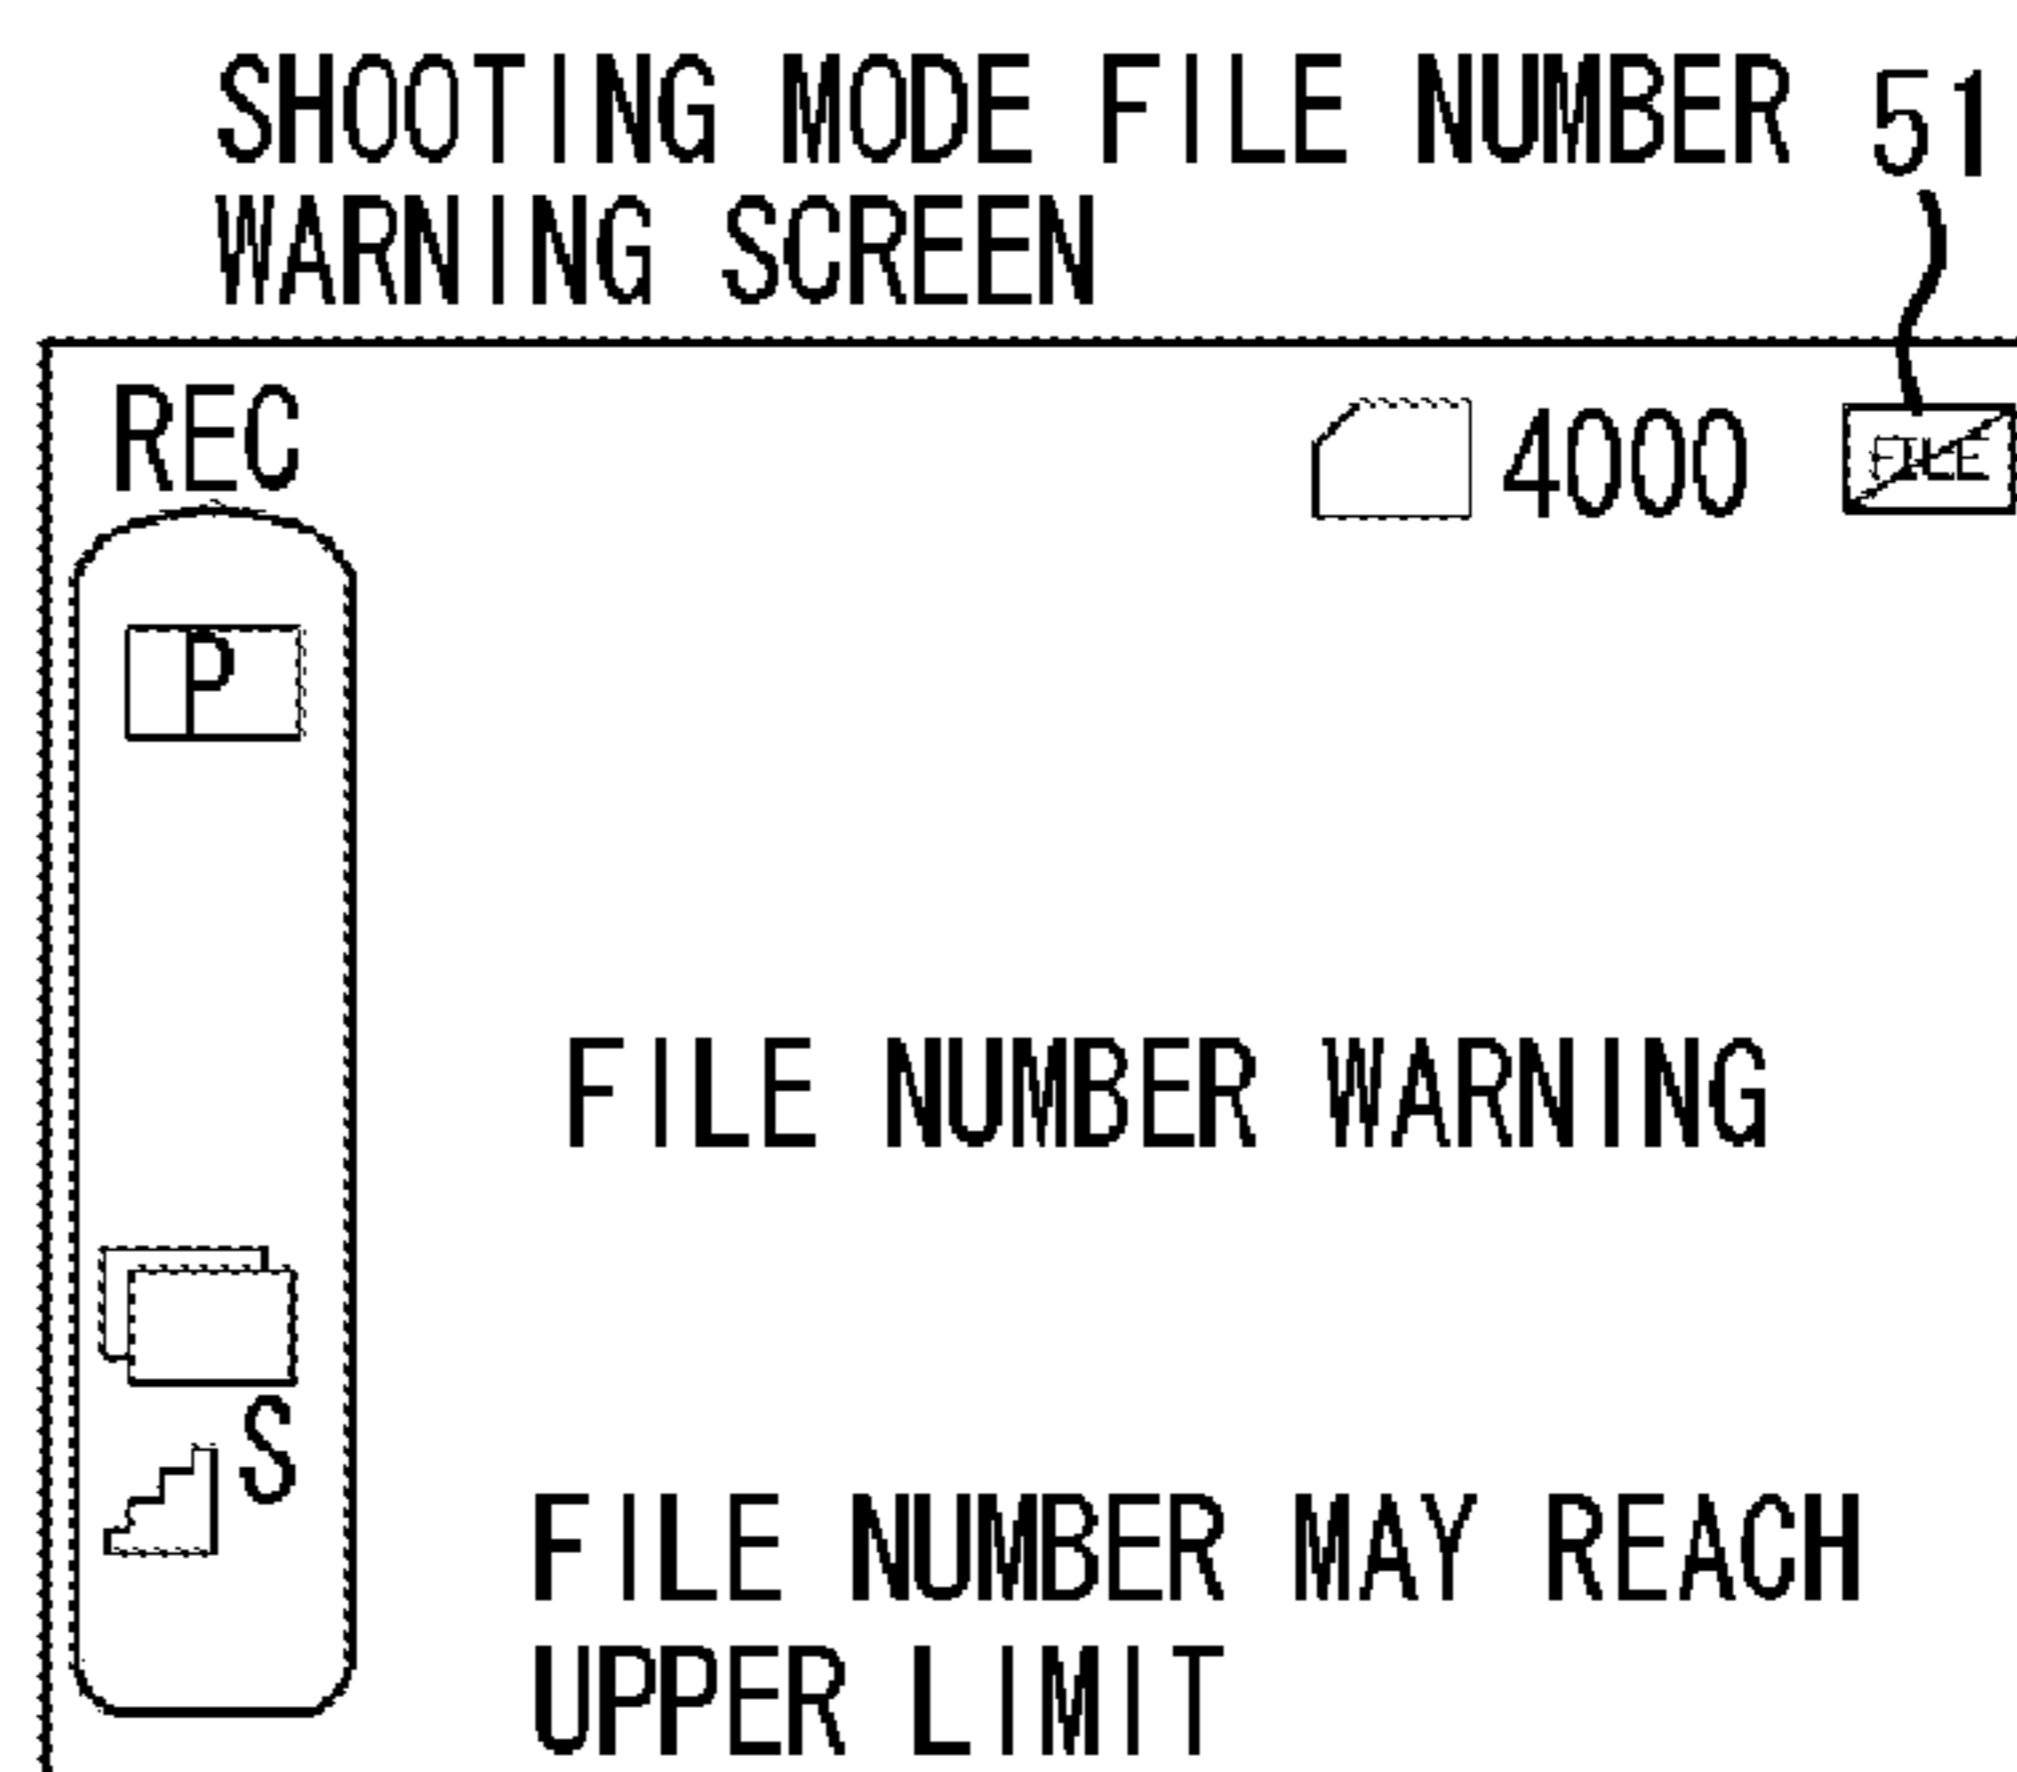 SHOOTING MODE FILE NUMBER 51
WARNING SCREEN
REC 4000 FILE
P
FILE NUMBER WARNING
S
FILE NUMBER MAY REACH
UPPER LIMIT